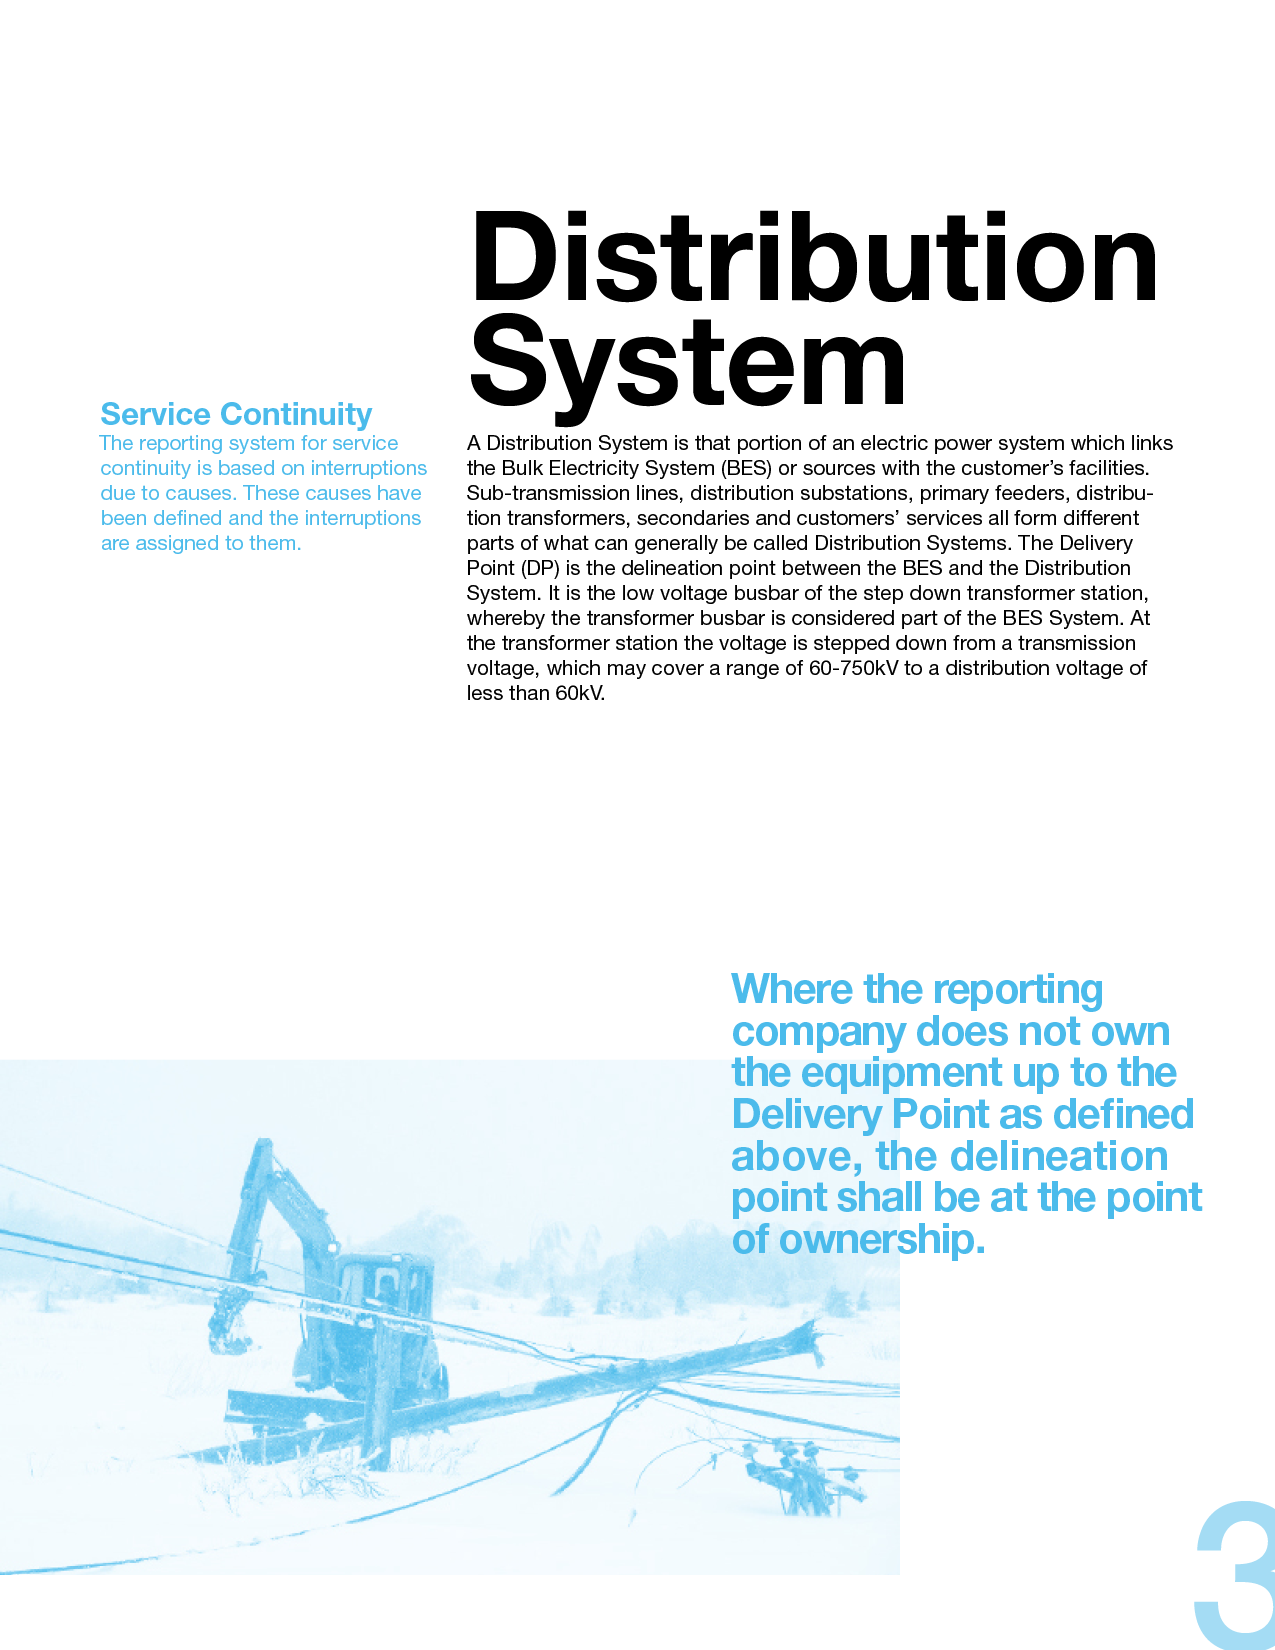 Distribution
System
Service Continuity
The reporting system for service
continuity is based on interruptions
due to causes. These causes have
been defined and the interruptions
are assigned to them.
A Distribution System is that portion of an electric power system which links
the Bulk Electricity System (BES) or sources with the customer’s facilities.
Sub-transmission lines, distribution substations, primary feeders, distribu-
tion transformers, secondaries and customers’ services all form different
parts of what can generally be called Distribution Systems. The Delivery
Point (DP) is the delineation point between the BES and the Distribution
System. It is the low voltage busbar of the step down transformer station,
whereby the transformer busbar is considered part of the BES System. At
the transformer station the voltage is stepped down from a transmission
voltage, which may cover a range of 60-750kV to a distribution voltage of
less than 60kV.
Where the reporting
company does not own
the equipment up to the
Delivery Point as defined
above, the delineation
point shall be at the point
of ownership.
3